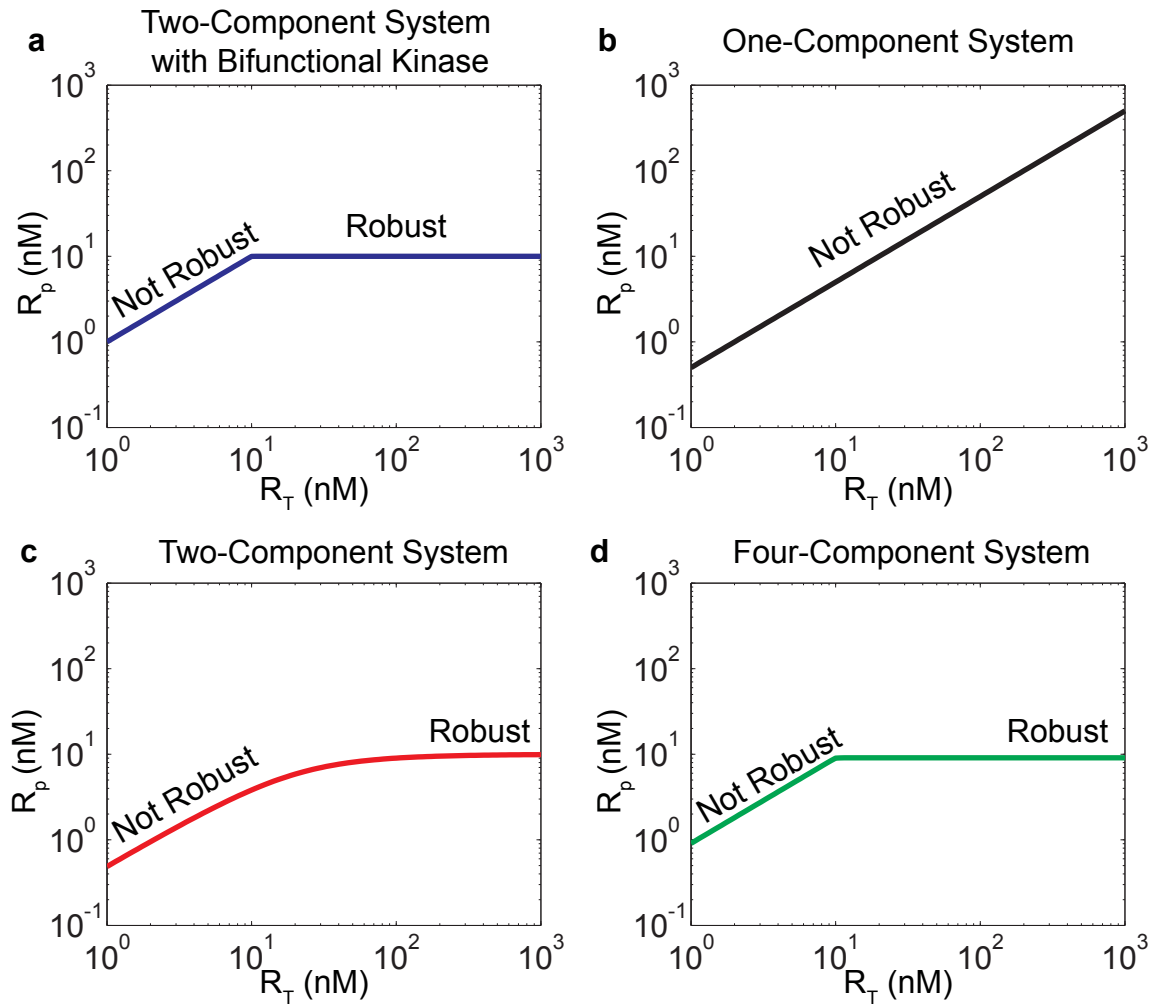 a
Two-Component System
with Bifunctional Kinase
10^3
10^2
10^1
10^0
10^-1
R_p (nM)
Not Robust
Robust
10^0 10^1 10^2 10^3
R_T (nM)
b
One-Component System
10^3
10^2
10^1
10^0
10^-1
R_p (nM)
Not Robust
10^0 10^1 10^2 10^3
R_T (nM)
c
Two-Component System
10^3
10^2
10^1
10^0
10^-1
R_p (nM)
Not Robust
Robust
10^0 10^1 10^2 10^3
R_T (nM)
d
Four-Component System
10^3
10^2
10^1
10^0
10^-1
R_p (nM)
Not Robust
Robust
10^0 10^1 10^2 10^3
R_T (nM)